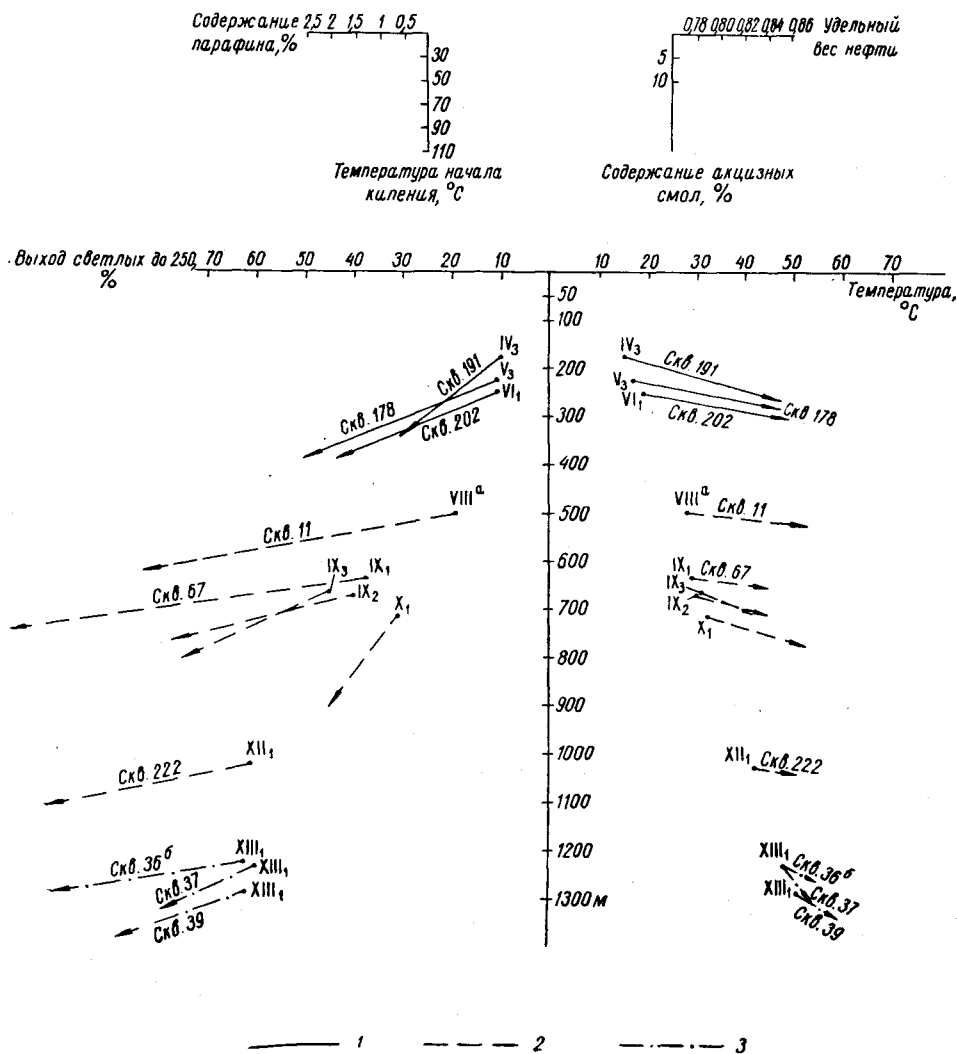 Содержание 2,5 2 1,5 1 0,5
парафина,%
30
50
70
90
110
Температура начала
кипения, °С
0,78 0,80 0,82 0,84 0,86 Удельный
вес нефти
5
10
Содержание акцизных
смол, %
Выход светлых до 250, 70 60 50 40 30 20 10 10 20 30 40 50 60 70
%
Температура,
°С
50
100
200
300
400
500
600
700
800
900
1000
1100
1200
1300 м
IV₃
Скв. 191
V₃
VI₁
Скв. 178
Скв. 202
VIIIᵃ
Скв. 11
IX₃ IX₁
Скв. 67
IX₂
X₁
XII₁
Скв. 222
XIII₁
Скв. 36ᵇ
XIII₁
Скв. 37
XIII₁
Скв. 39
IV₃
Скв. 191
V₃
VI₁
Скв. 178
Скв. 202
VIIIᵃ Скв. 11
IX₁ Скв. 67
IX₃
IX₂
X₁
XII₁ Скв. 222
XIII₁
Скв. 36ᵇ
XIII₁
Скв. 37
Скв. 39
1 2 3